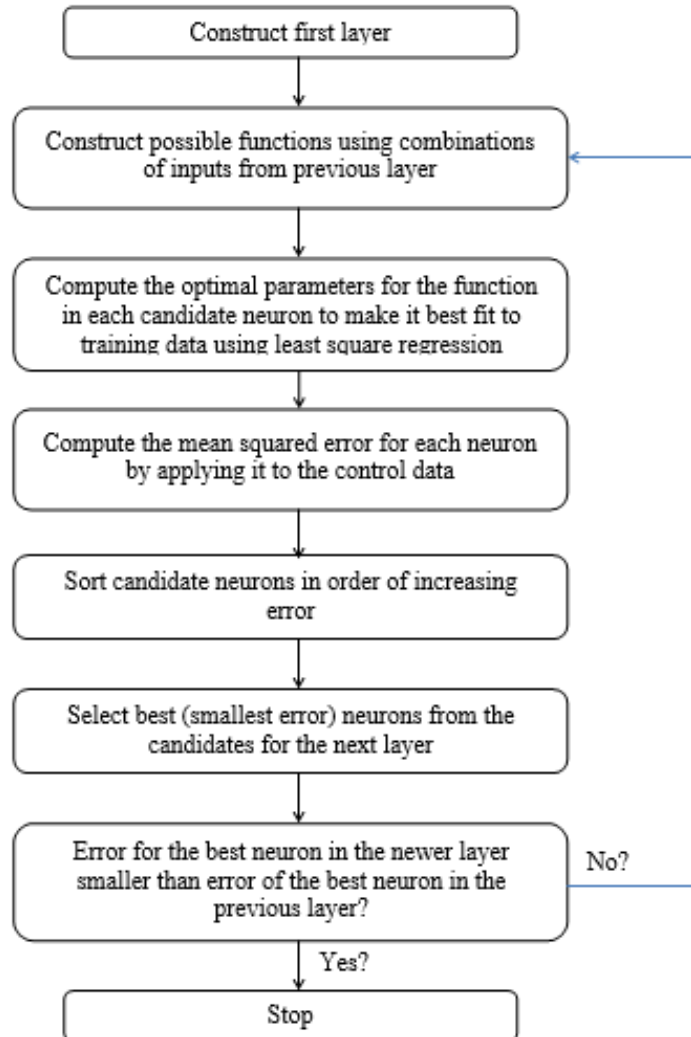 Construct first layer
Construct possible functions using combinations
of inputs from previous layer
Compute the optimal parameters for the function
in each candidate neuron to make it best fit to
training data using least square regression
Compute the mean squared error for each neuron
by applying it to the control data
Sort candidate neurons in order of increasing
error
Select best (smallest error) neurons from the
candidates for the next layer
Error for the best neuron in the newer layer
smaller than error of the best neuron in the
previous layer?
No?
Yes?
Stop